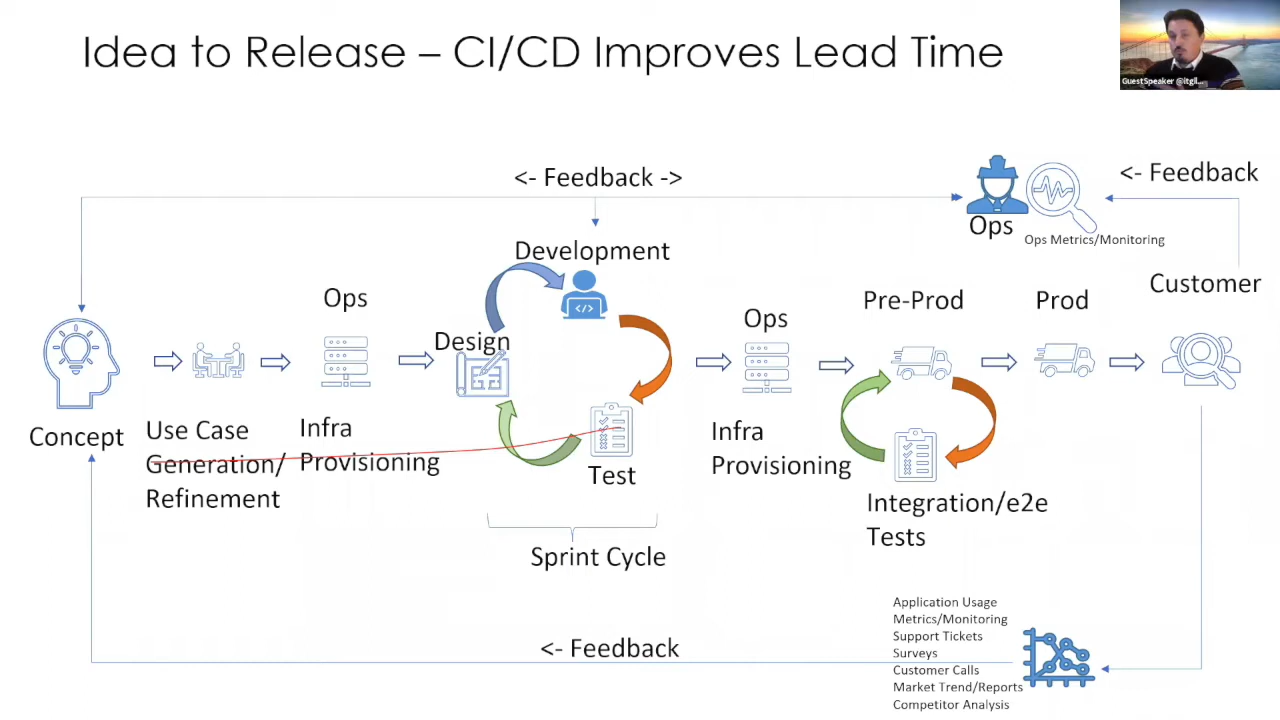 Idea to Release – CI/CD Improves Lead Time
GuestSpeaker @itgil...
<- Feedback ->
<- Feedback
Ops
Ops Metrics/Monitoring
Development
Customer
Ops
Design
Ops
Pre-Prod
Prod
Concept
Use Case
Generation/
Refinement
Infra
Provisioning
Test
Infra
Provisioning
Integration/e2e
Tests
Sprint Cycle
<- Feedback
Application Usage
Metrics/Monitoring
Support Tickets
Surveys
Customer Calls
Market Trend/Reports
Competitor Analysis